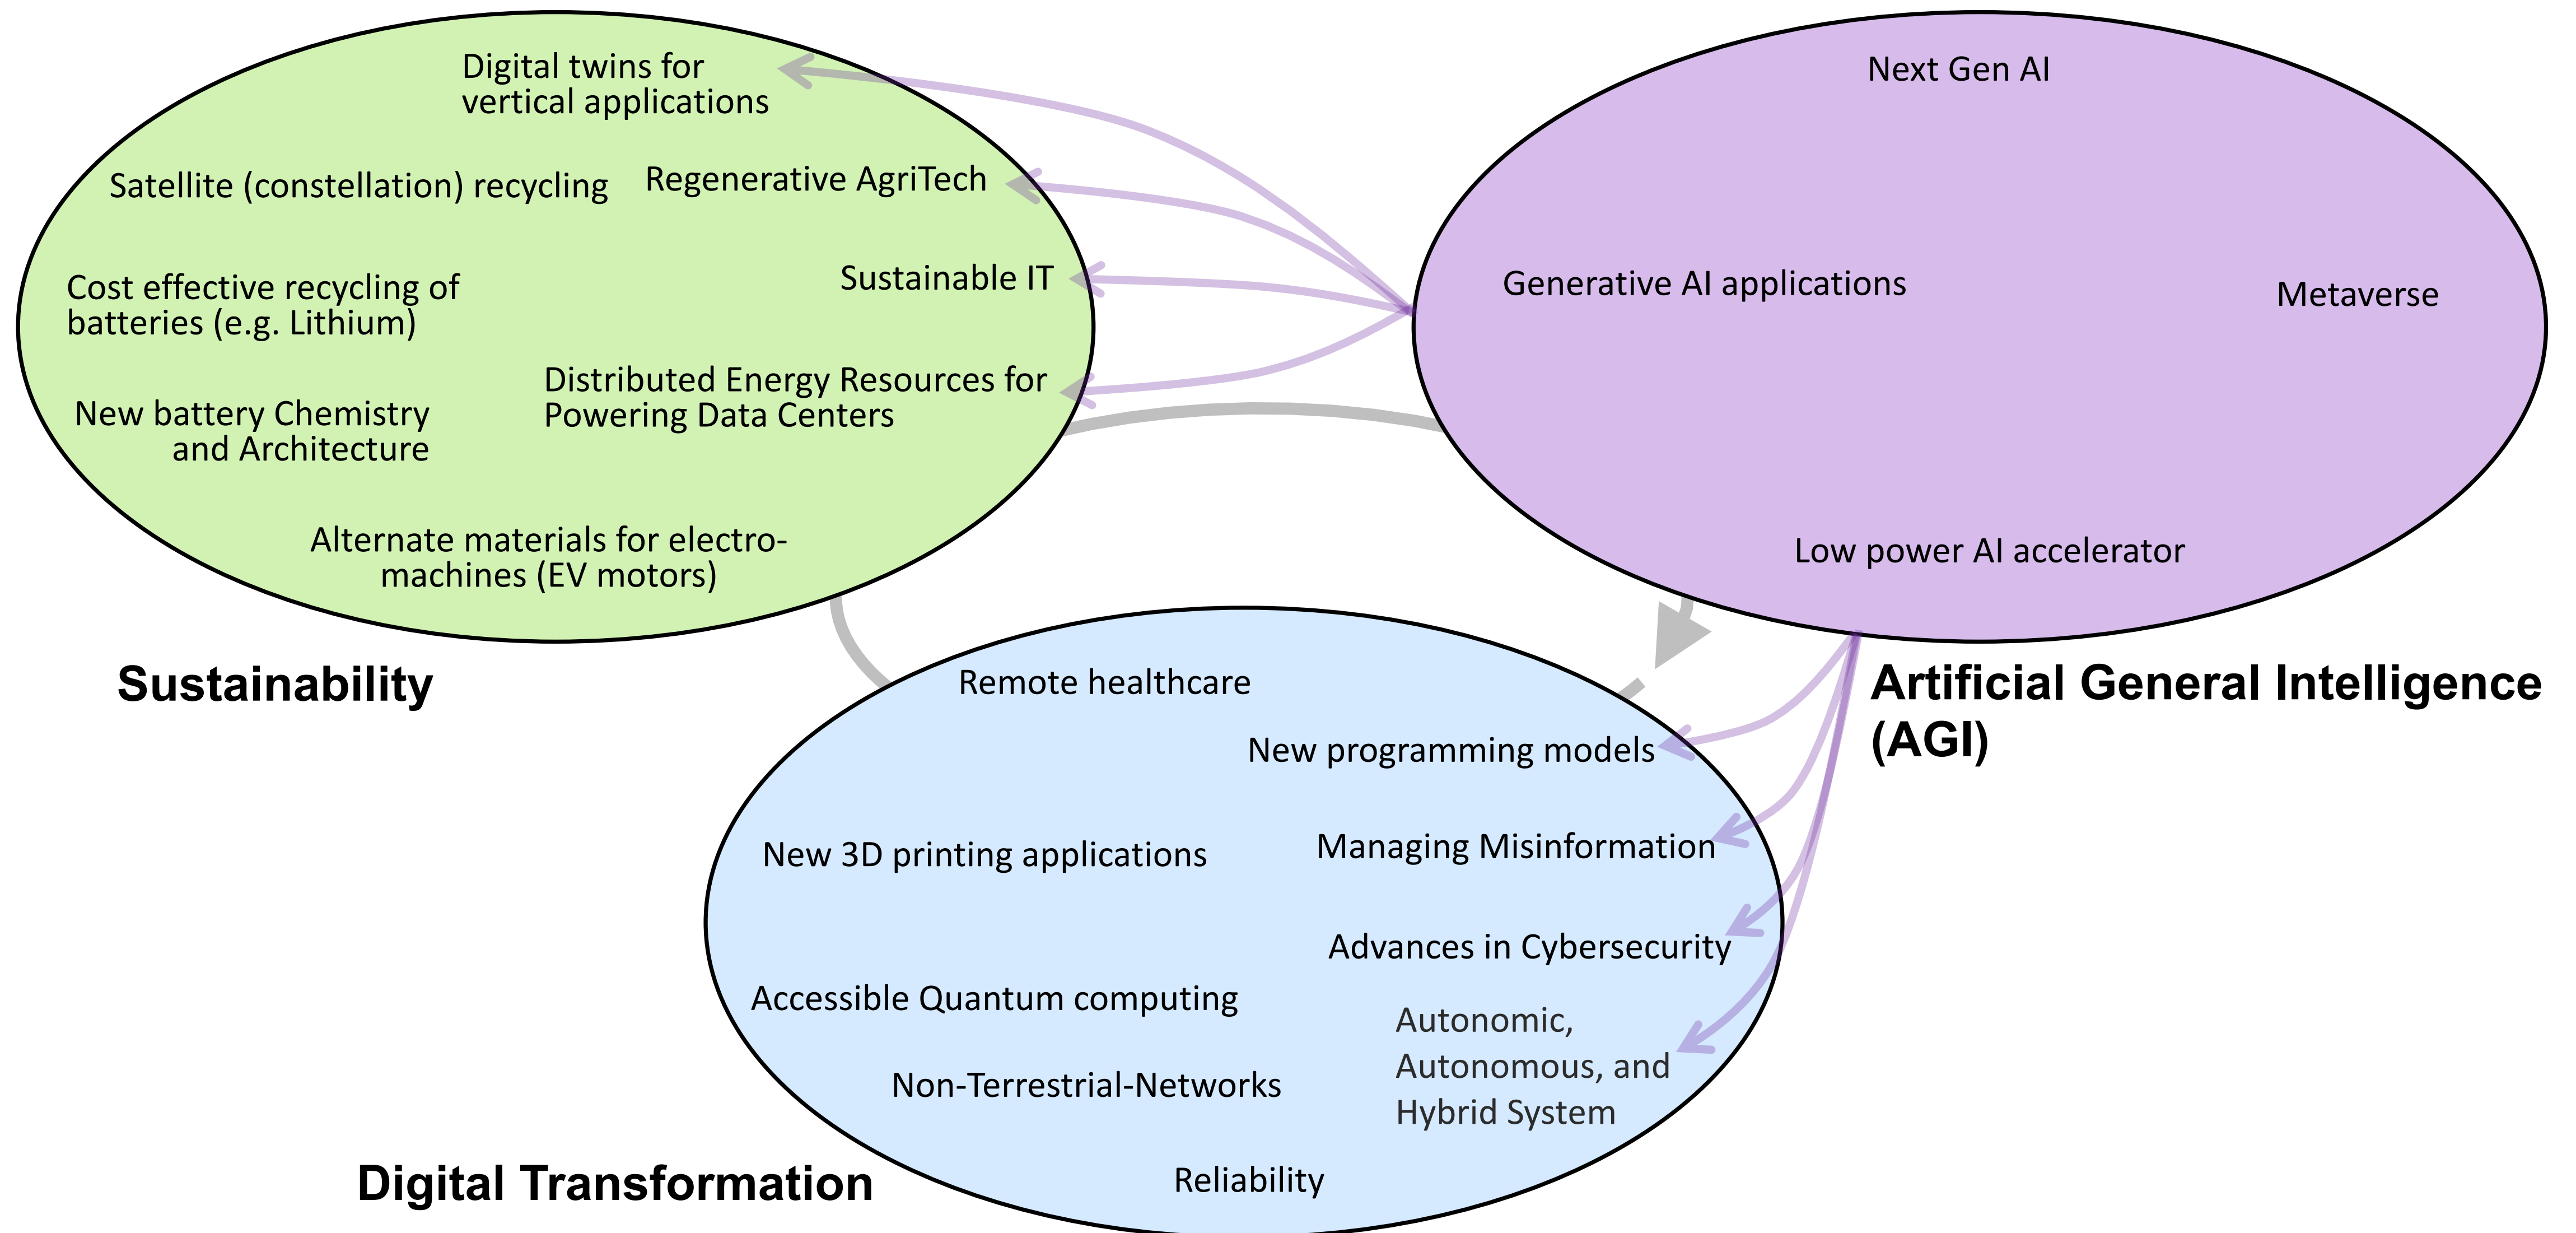 Digital twins for
vertical applications
Satellite (constellation) recycling
Regenerative AgriTech
Sustainable IT
Cost effective recycling of
batteries (e.g. Lithium)
Distributed Energy Resources for
Powering Data Centers
New battery Chemistry
and Architecture
Alternate materials for electro-
machines (EV motors)
Sustainability
Next Gen AI
Generative AI applications
Metaverse
Low power AI accelerator
Artificial General Intelligence
(AGI)
Remote healthcare
New programming models
New 3D printing applications
Managing Misinformation
Advances in Cybersecurity
Accessible Quantum computing
Autonomic,
Autonomous, and
Hybrid System
Non-Terrestrial-Networks
Reliability
Digital Transformation